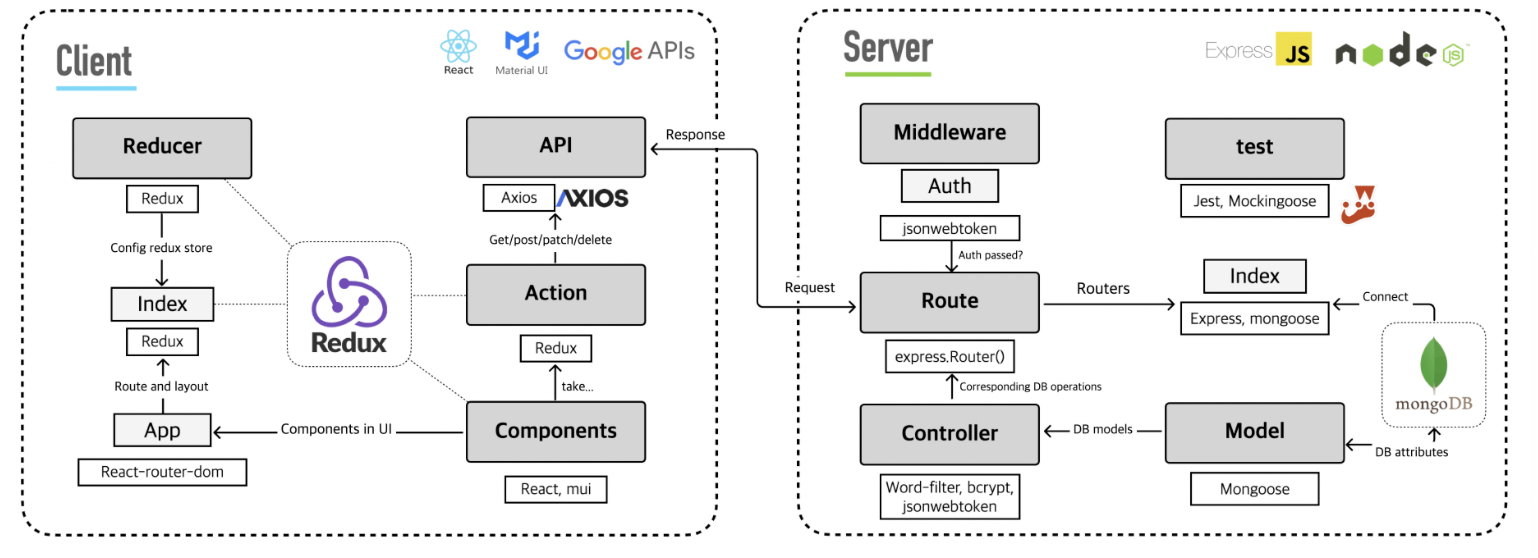 Client
React
Material UI
Google APIs
Reducer
Redux
Config redux store
Index
Redux
Route and layout
App
React-router-dom
Redux
API
Axios
AXIOS
Get/post/patch/delete
Action
Redux
take...
Components
Components in UI
React, mui
Response
Request
Server
Express
JS
node
js
Middleware
Auth
jsonwebtoken
Auth passed?
Route
express.Router()
Corresponding DB operations
Controller
Word-filter, bcrypt,
jsonwebtoken
Routers
DB models
test
Jest, Mockingoose
Index
Express, mongoose
Connect
mongoDB
Model
Mongoose
DB attributes